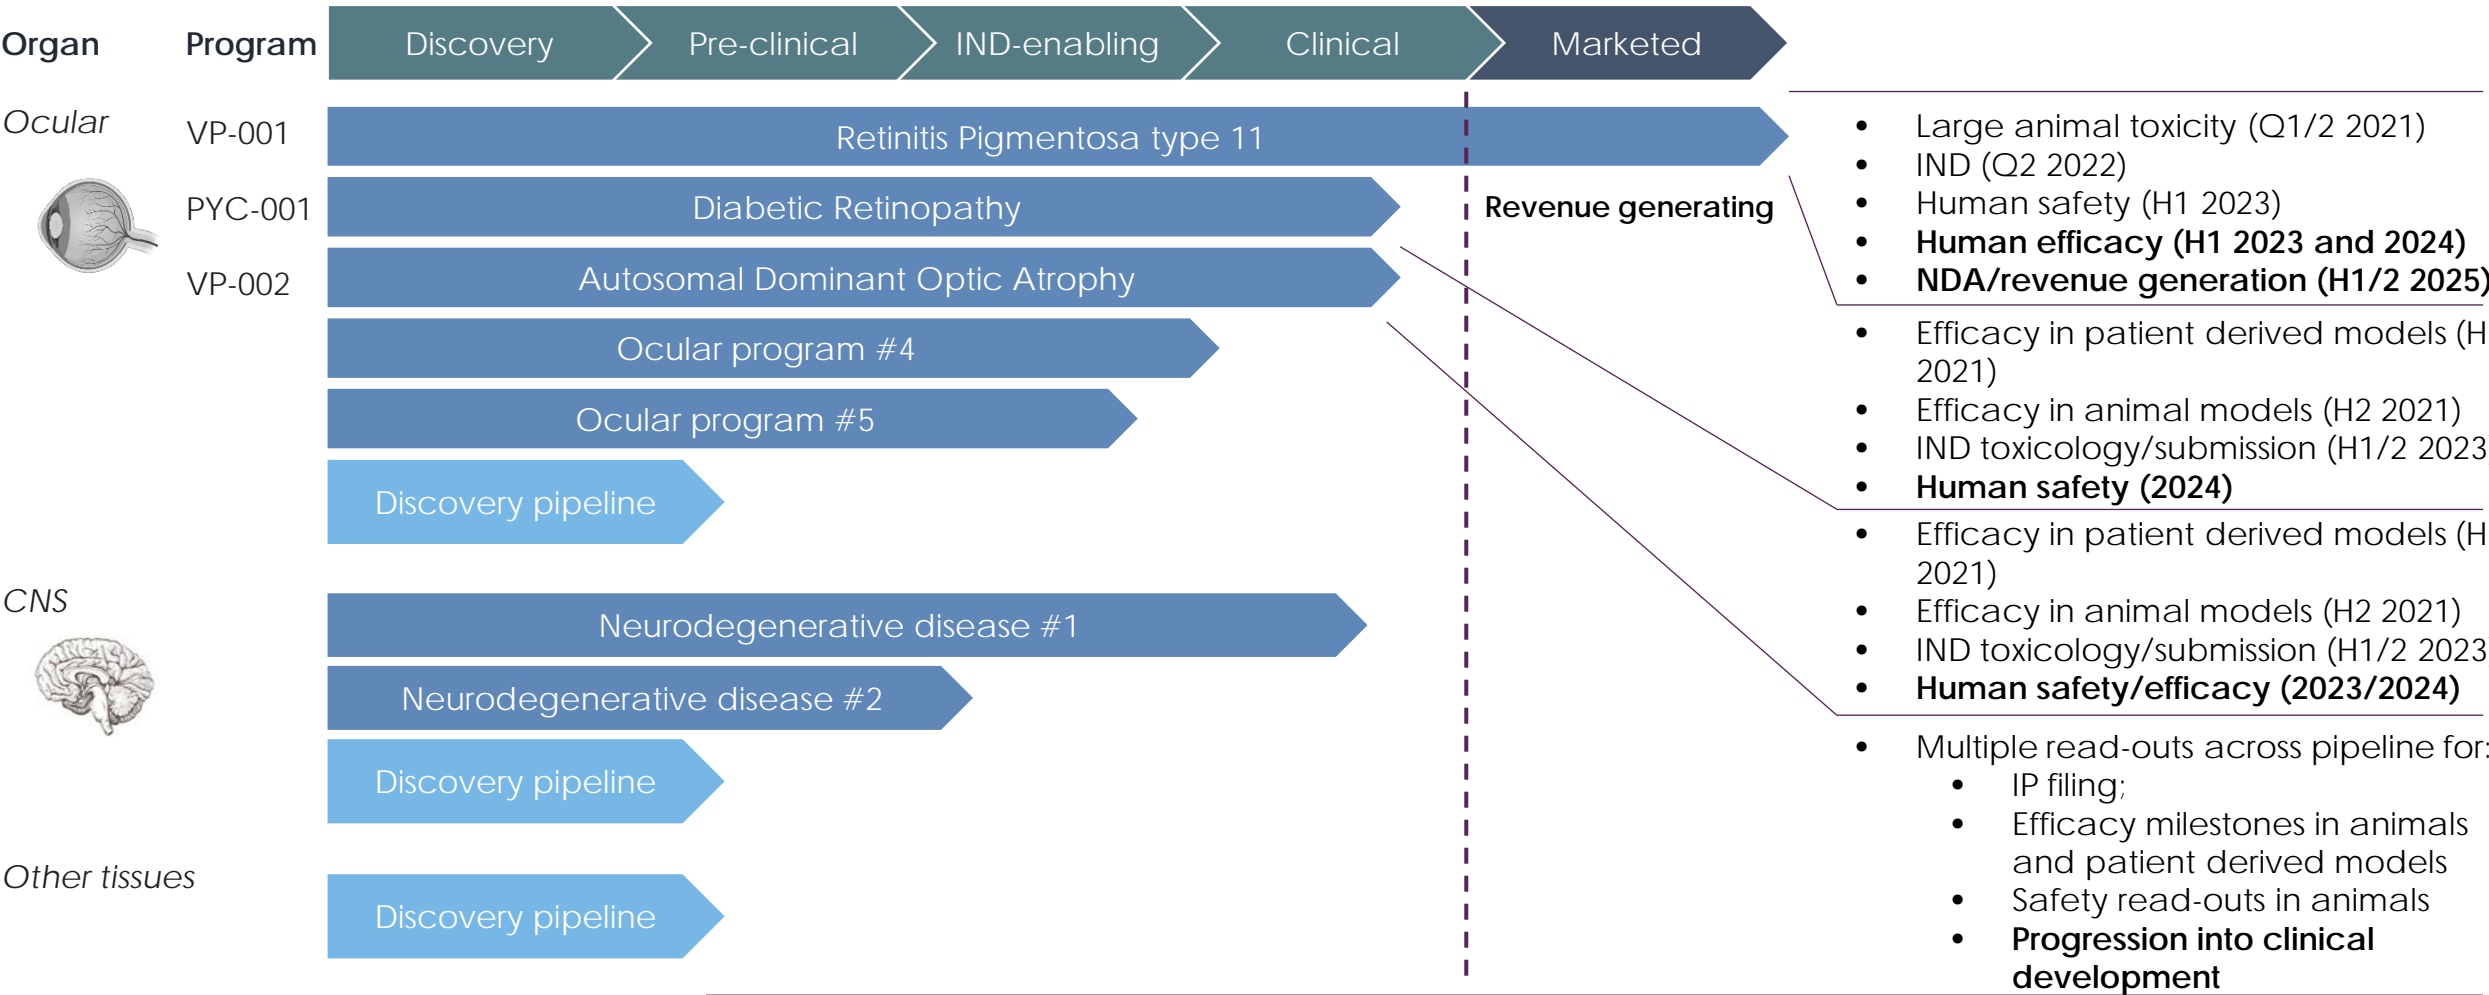 Organ Program Discovery Pre-clinical IND-enabling Clinical Marketed
Ocular
VP-001 Retinitis Pigmentosa type 11
PYC-001 Diabetic Retinopathy
Revenue generating
VP-002 Autosomal Dominant Optic Atrophy
Ocular program #4
Ocular program #5
Discovery pipeline
CNS
Neurodegenerative disease #1
Neurodegenerative disease #2
Discovery pipeline
Other tissues
Discovery pipeline
• Large animal toxicity (Q1/2 2021)
• IND (Q2 2022)
• Human safety (H1 2023)
• Human efficacy (H1 2023 and 2024)
• NDA/revenue generation (H1/2 2025)
• Efficacy in patient derived models (H
2021)
• Efficacy in animal models (H2 2021)
• IND toxicology/submission (H1/2 2023
• Human safety (2024)
• Efficacy in patient derived models (H
2021)
• Efficacy in animal models (H2 2021)
• IND toxicology/submission (H1/2 2023
• Human safety/efficacy (2023/2024)
• Multiple read-outs across pipeline for:
• IP filing;
• Efficacy milestones in animals
and patient derived models
• Safety read-outs in animals
• Progression into clinical
development